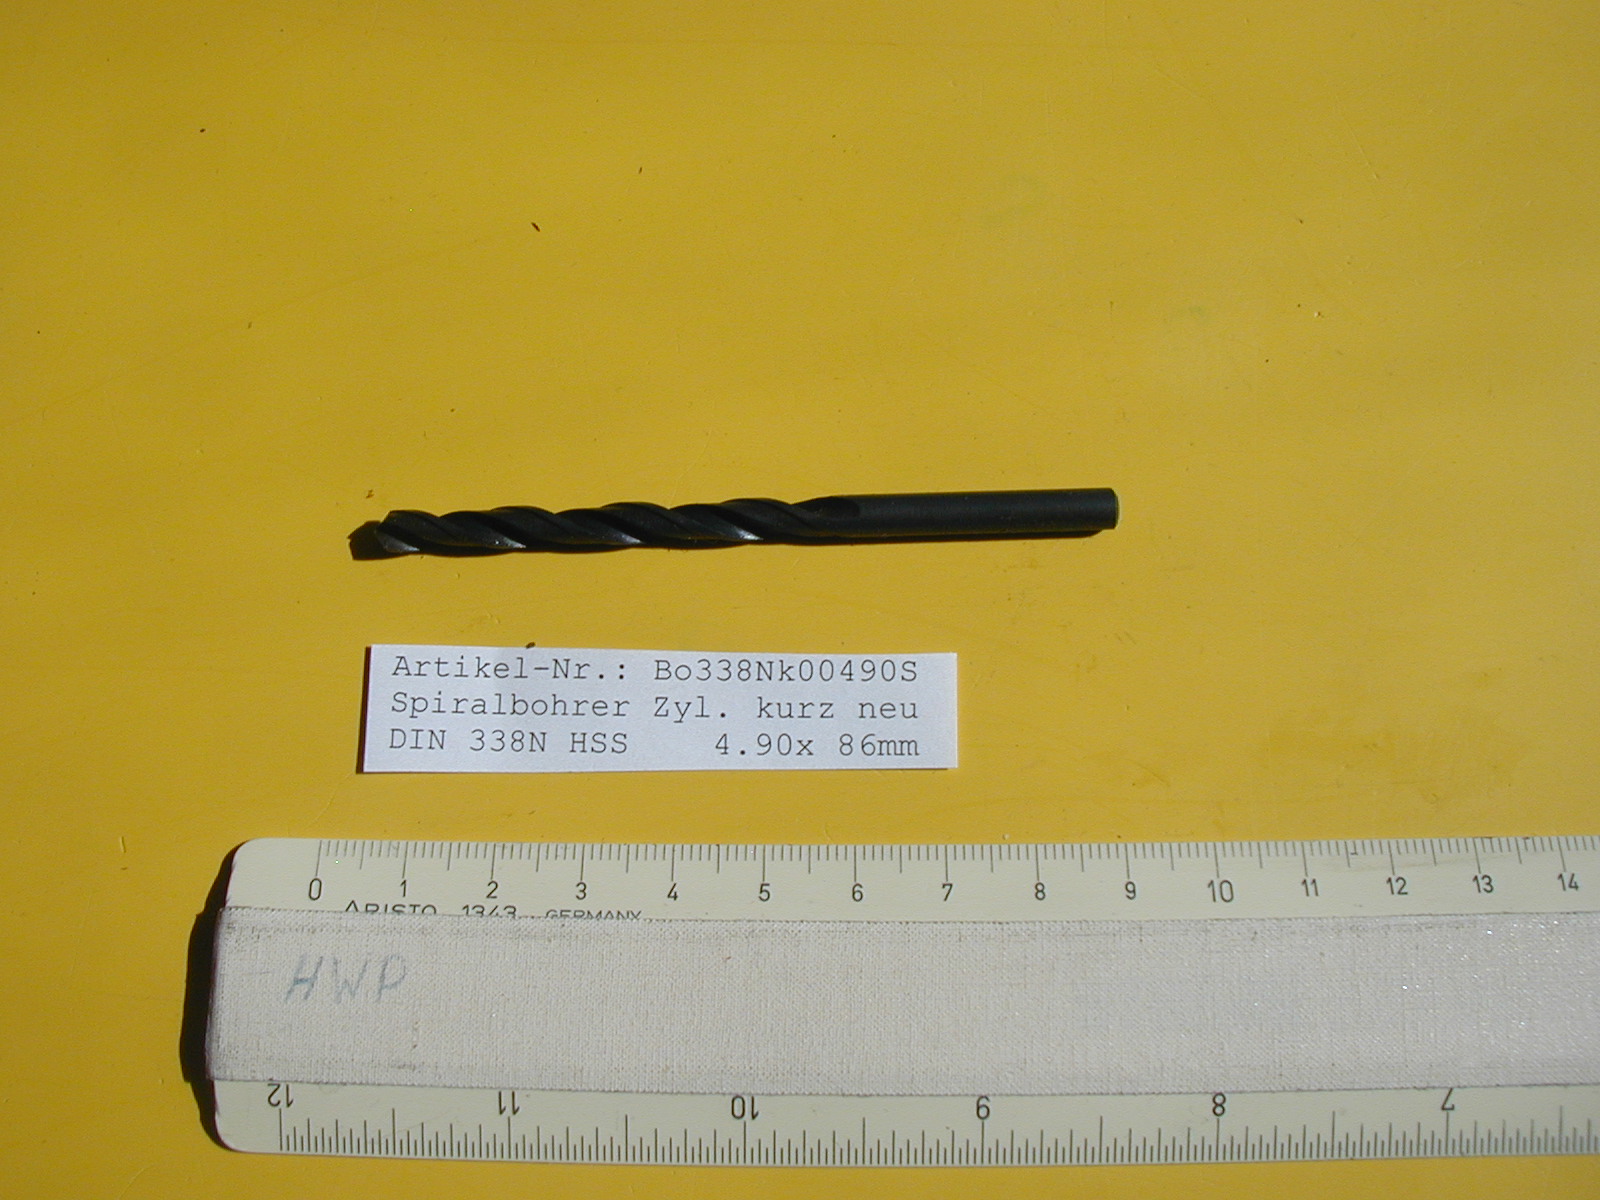 Artikel-Nr.: Bo338Nk00490S
Spiralbohrer Zyl. kurz neu
DIN 338N HSS 4.90x 86mm
0 1 2 3 4 5 6 7 8 9 10 11 12 13 14
ARISTO 1343 GERMANY
HWP
12 11 10 9 8 7